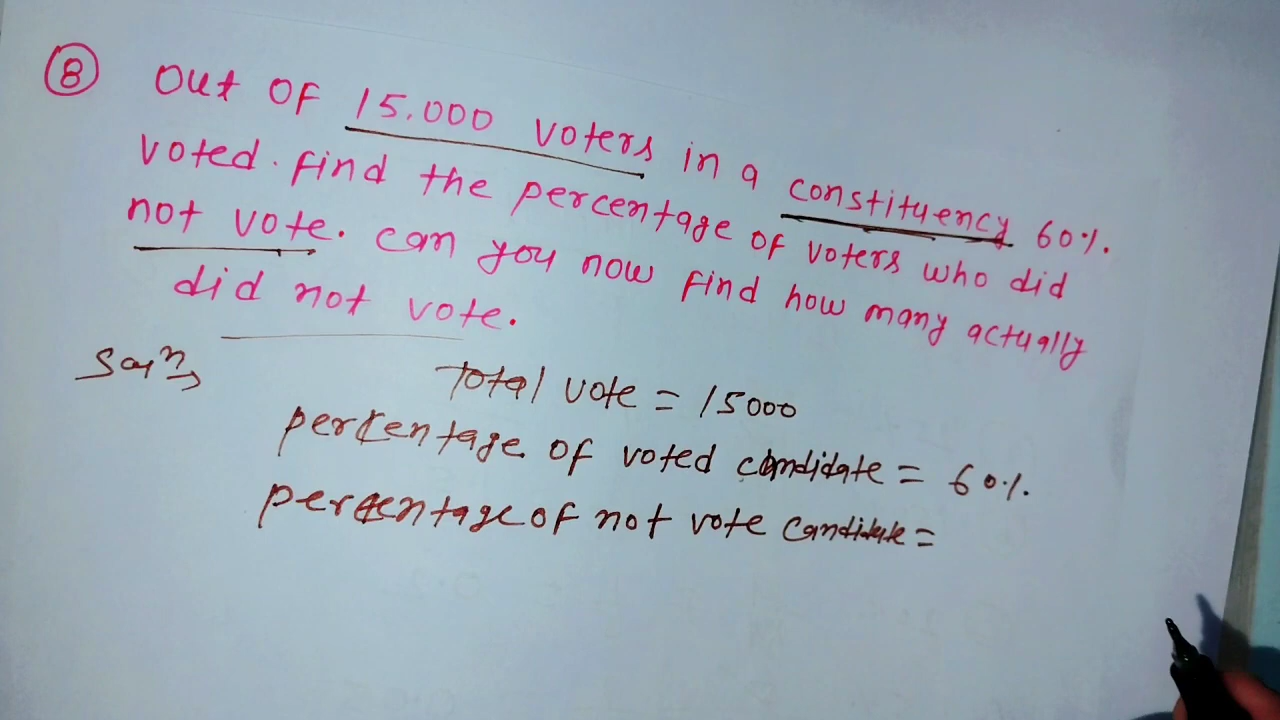 8 Out OF 15,000 voters in a constituency 60%.
voted. find the percentage of voters who did
not vote. can you now find how many actually
did not vote.
Soln
Total vote = 15000
percentage of voted candidate = 60%.
percentage of not vote candidate =